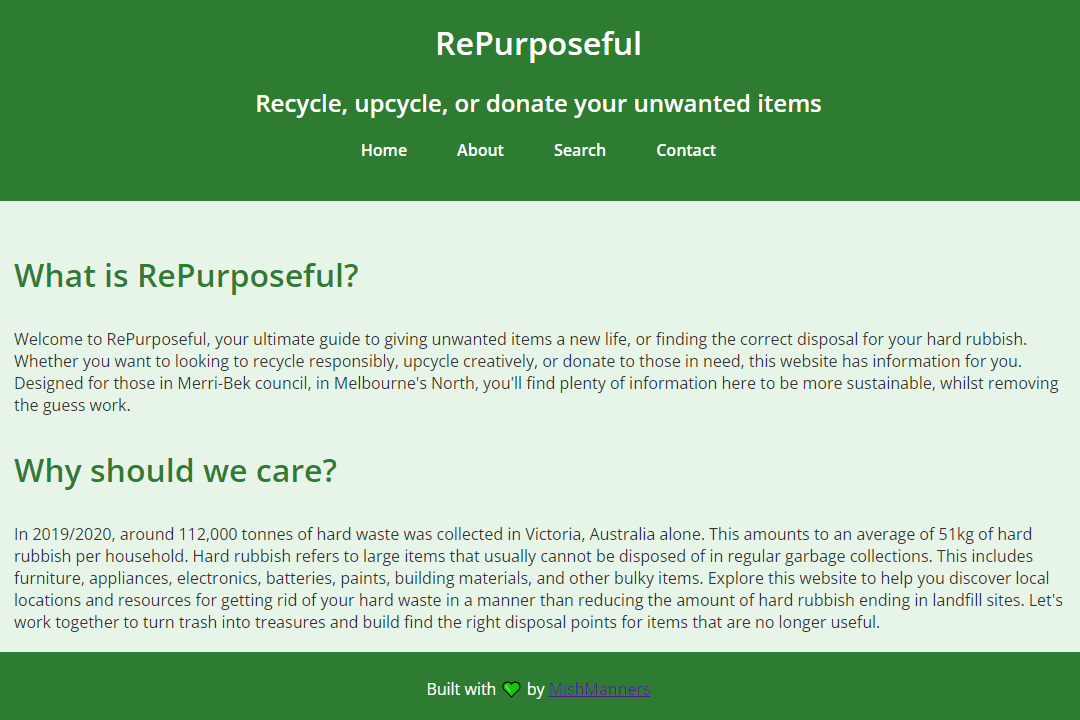 RePurposeful
Recycle, upcycle, or donate your unwanted items
Home About Search Contact
What is RePurposeful?
Welcome to RePurposeful, your ultimate guide to giving unwanted items a new life, or finding the correct disposal for your hard rubbish.
Whether you want to looking to recycle responsibly, upcycle creatively, or donate to those in need, this website has information for you.
Designed for those in Merri-Bek council, in Melbourne's North, you'll find plenty of information here to be more sustainable, whilst removing
the guess work.
Why should we care?
In 2019/2020, around 112,000 tonnes of hard waste was collected in Victoria, Australia alone. This amounts to an average of 51kg of hard
rubbish per household. Hard rubbish refers to large items that usually cannot be disposed of in regular garbage collections. This includes
furniture, appliances, electronics, batteries, paints, building materials, and other bulky items. Explore this website to help you discover local
locations and resources for getting rid of your hard waste in a manner than reducing the amount of hard rubbish ending in landfill sites. Let's
work together to turn trash into treasures and build find the right disposal points for items that are no longer useful.
Built with 💚 by MishManners